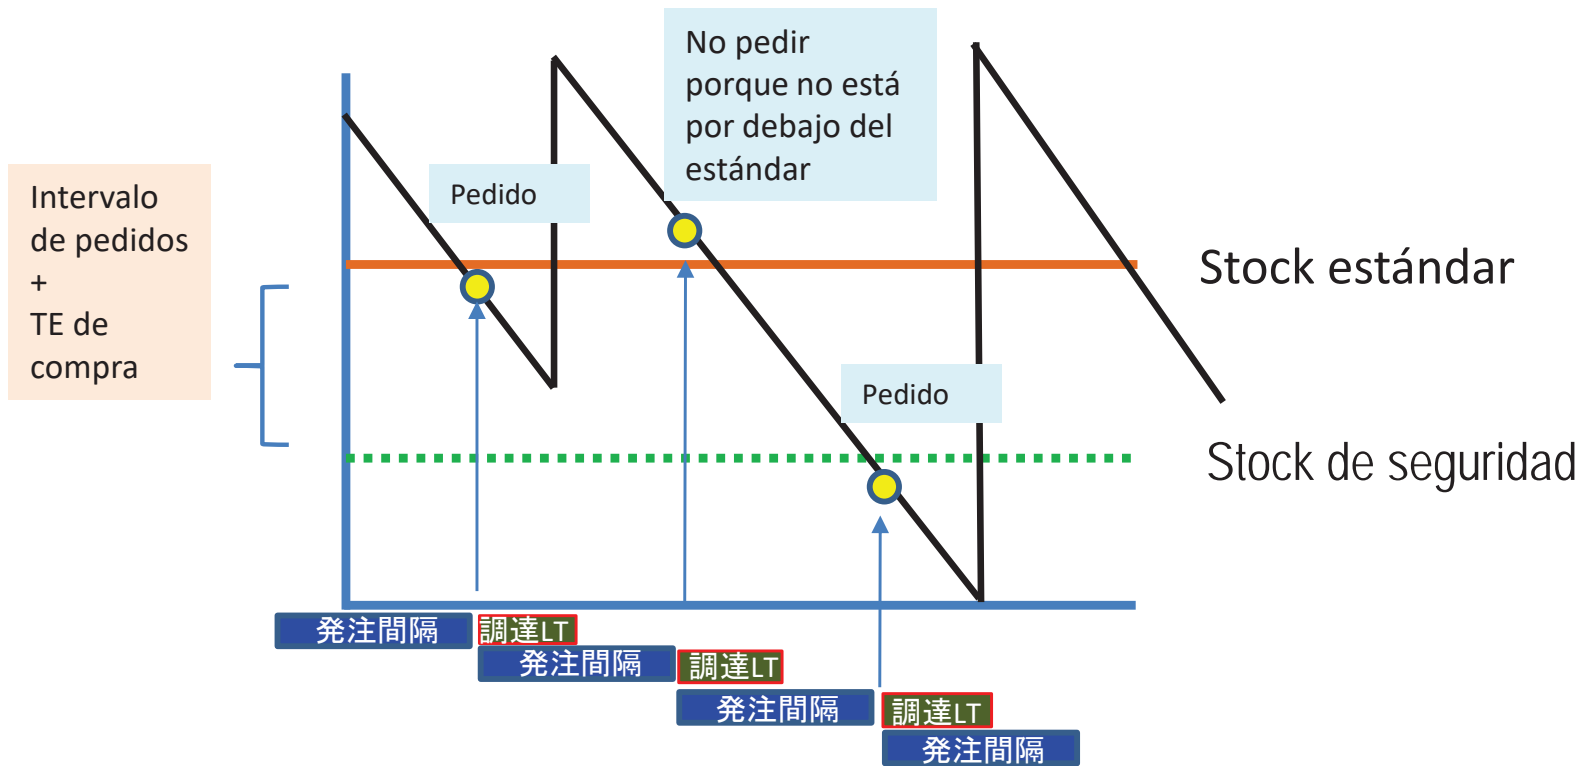 No pedir
porque no está
por debajo del
estándar
Pedido
Intervalo
de pedidos
+
TE de
compra
Stock estándar
Pedido
Stock de seguridad
発注間隔
調達LT
発注間隔
調達LT
発注間隔
調達LT
発注間隔